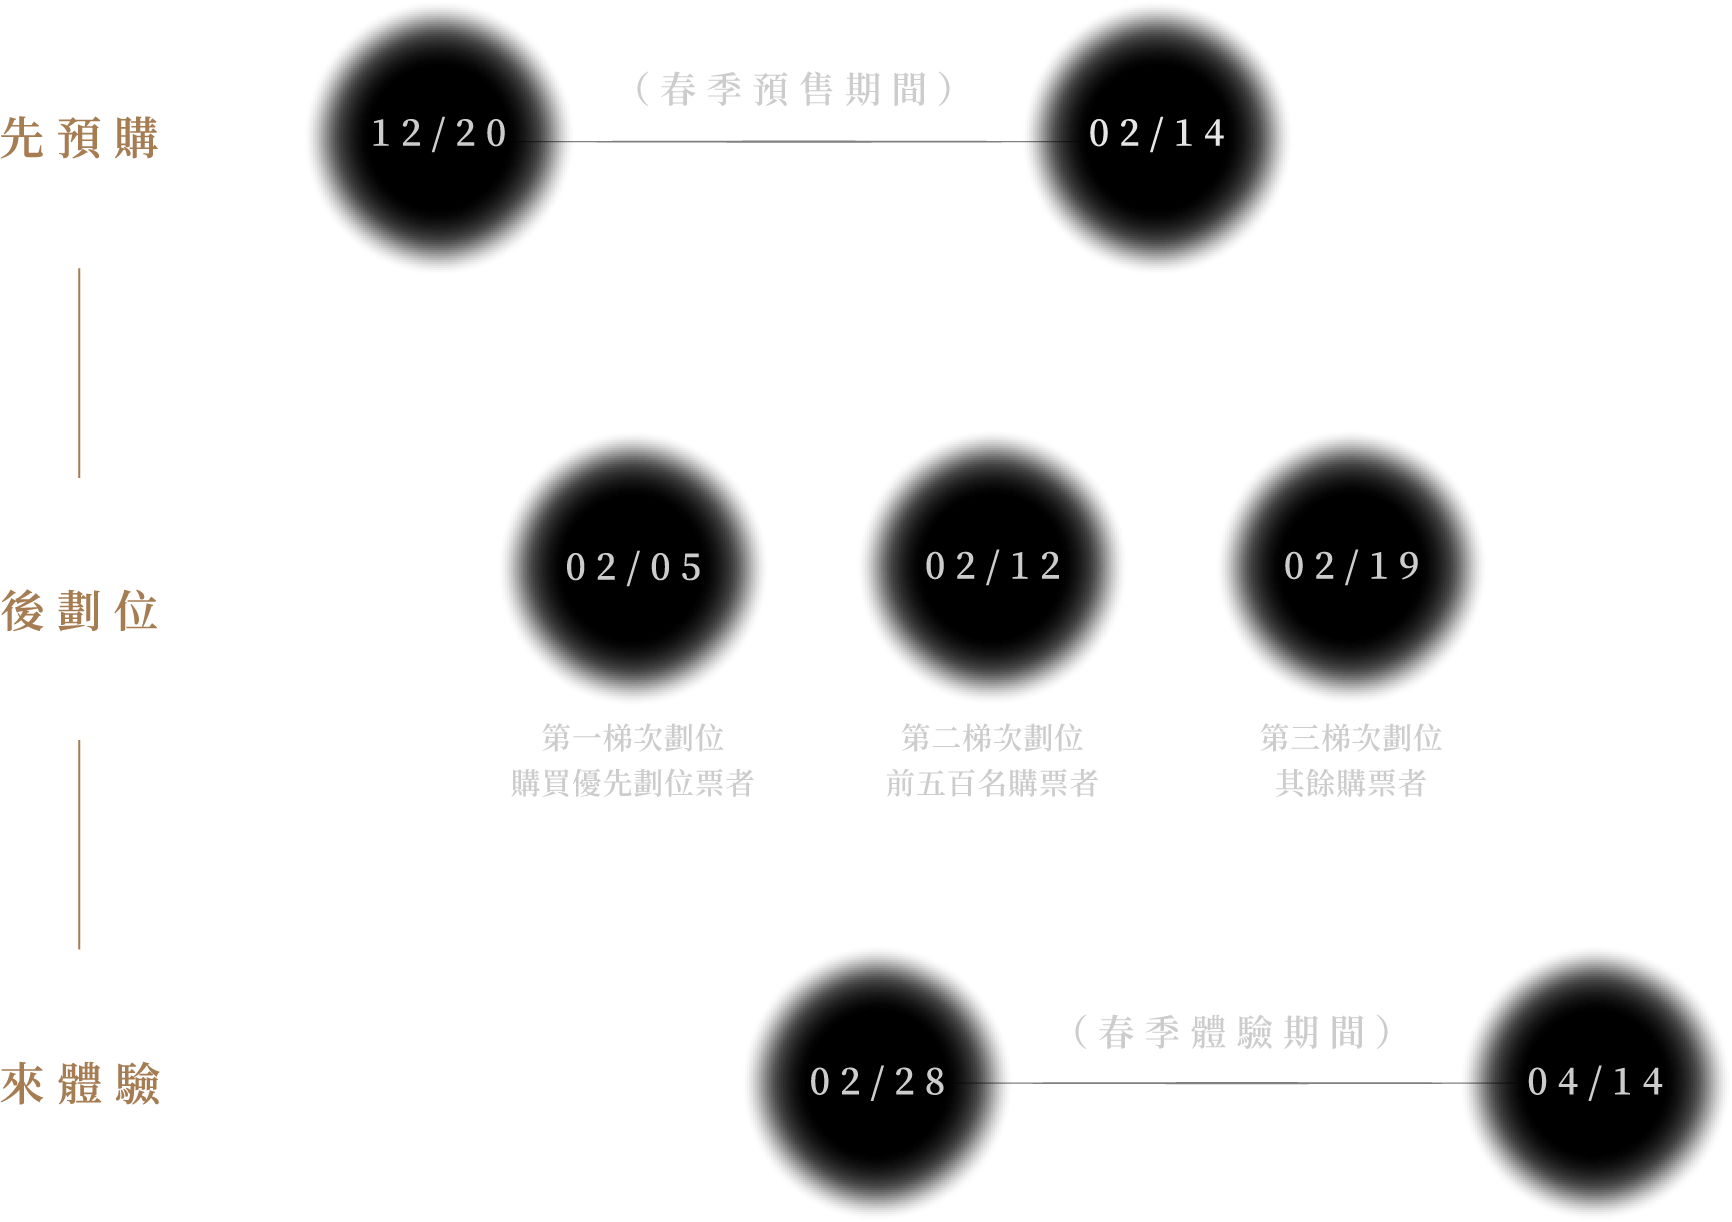 先預購
12/20
（春季預售期間）
02/14
後劃位
02/05
02/12
02/19
第一梯次劃位
購買優先劃位票者
第二梯次劃位
前五百名購票者
第三梯次劃位
其餘購票者
來體驗
02/28
（春季體驗期間）
04/14